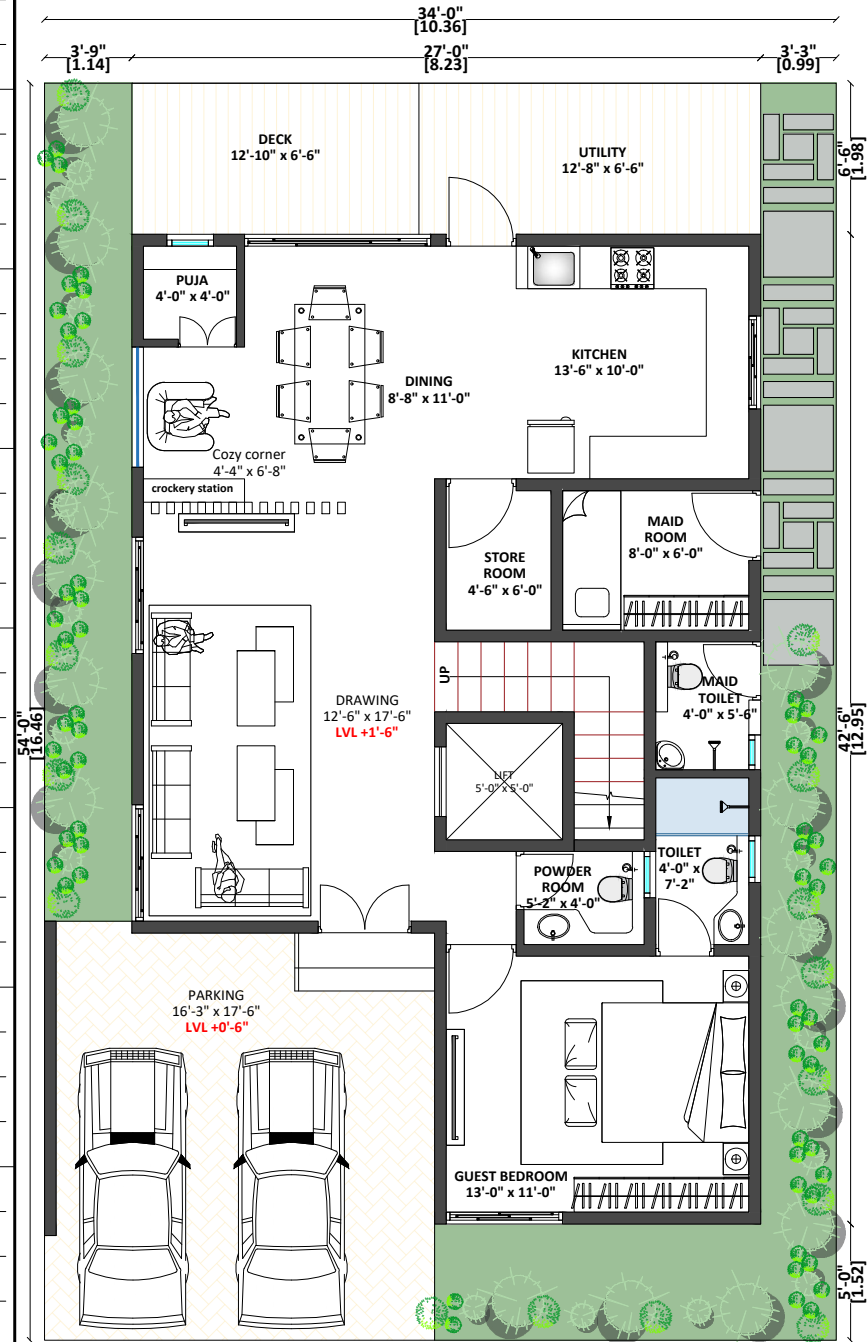 34'-0"
[10.36]
3'-9"
[1.14]
27'-0"
[8.23]
3'-3"
[0.99]
DECK
12'-10" x 6'-6"
UTILITY
12'-8" x 6'-6"
6'-6"
[1.98]
PUJA
4'-0" x 4'-0"
KITCHEN
13'-6" x 10'-0"
DINING
8'-8" x 11'-0"
Cozy corner
4'-4" x 6'-8"
crockery station
MAID
ROOM
8'-0" x 6'-0"
STORE
ROOM
4'-6" x 6'-0"
UP
MAID
TOILET
4'-0" x 5'-6"
DRAWING
12'-6" x 17'-6"
LVL +1'-6"
54'-0"
[16.46]
42'-6"
[12.95]
LIFT
5'-0" x 5'-0"
TOILET
4'-0" x
7'-2"
POWDER
ROOM
5'-2" x 4'-0"
PARKING
16'-3" x 17'-6"
LVL +0'-6"
GUEST BEDROOM
13'-0" x 11'-0"
5'-0"
[1.52]